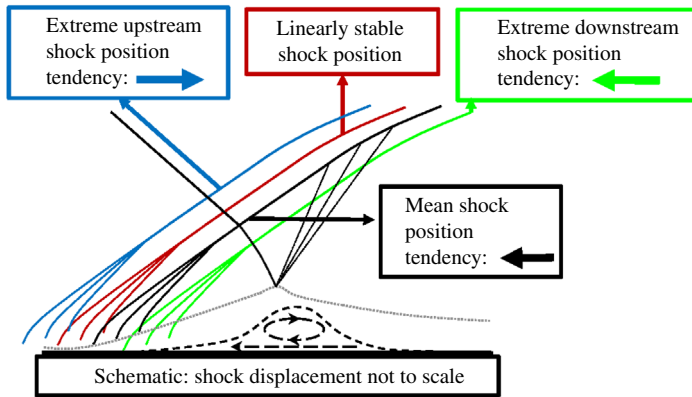 Extreme upstream
shock position
tendency:
Linearly stable
shock position
Extreme downstream
shock position
tendency:
Mean shock
position
tendency:
Schematic: shock displacement not to scale